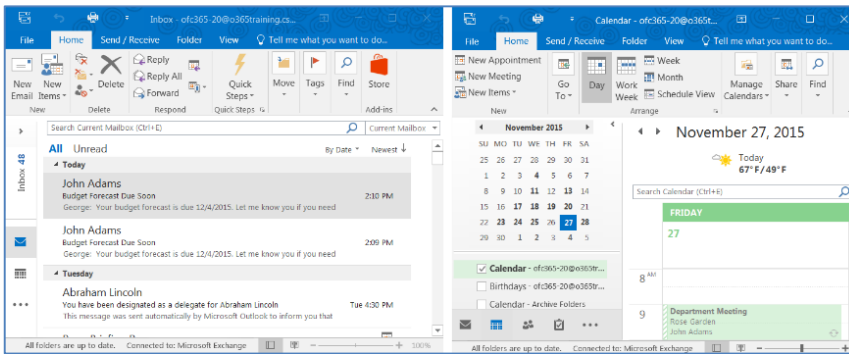 Inbox - ofc365-20@o365training.cs...
File Home Send / Receive Folder View Tell me what you want to do...
New Email
New Items
Delete
Reply
Reply All
Forward
Quick Steps
Move
Tags
Find
Store
New Delete Respond Quick Steps Add-ins
Search Current Mailbox (Ctrl+E) Current Mailbox
Inbox 48
All Unread By Date Newest ↓
Today
John Adams
Budget Forecast Due Soon 2:10 PM
George: Your budget forecast is due 12/4/2015. Let me know you if you need
John Adams
Budget Forecast Due Soon 2:09 PM
George: Your budget forecast is due 12/4/2015. Let me know you if you need
Tuesday
Abraham Lincoln
You have been designated as a delegate for Abraham Lincoln Tue 4:30 PM
This message was sent automatically by Microsoft Outlook to inform you that
All folders are up to date. Connected to: Microsoft Exchange 100%
Calendar - ofc365-20@o365t...
File Home Send / Receive Folder View Tell me what you want to do...
New Appointment
New Meeting
New Items
Go To
Day
Work Week
Week
Month
Schedule View
Manage Calendars
Share
Find
New Arrange
November 2015
SU MO TU WE TH FR SA
25 26 27 28 29 30 31
1 2 3 4 5 6 7
8 9 10 11 12 13 14
15 16 17 18 19 20 21
22 23 24 25 26 27 28
29 30 1 2 3 4 5
Calendar - ofc365-20@o365tr...
Birthdays - ofc365-20@o365tr...
Calendar - Archive Folders
November 27, 2015
Today
67°F/49°F
Search Calendar (Ctrl+E)
FRIDAY
27
8 AM
9
Department Meeting
Rose Garden
John Adams
All folders are up to date. Connected to: Microsoft Exchange